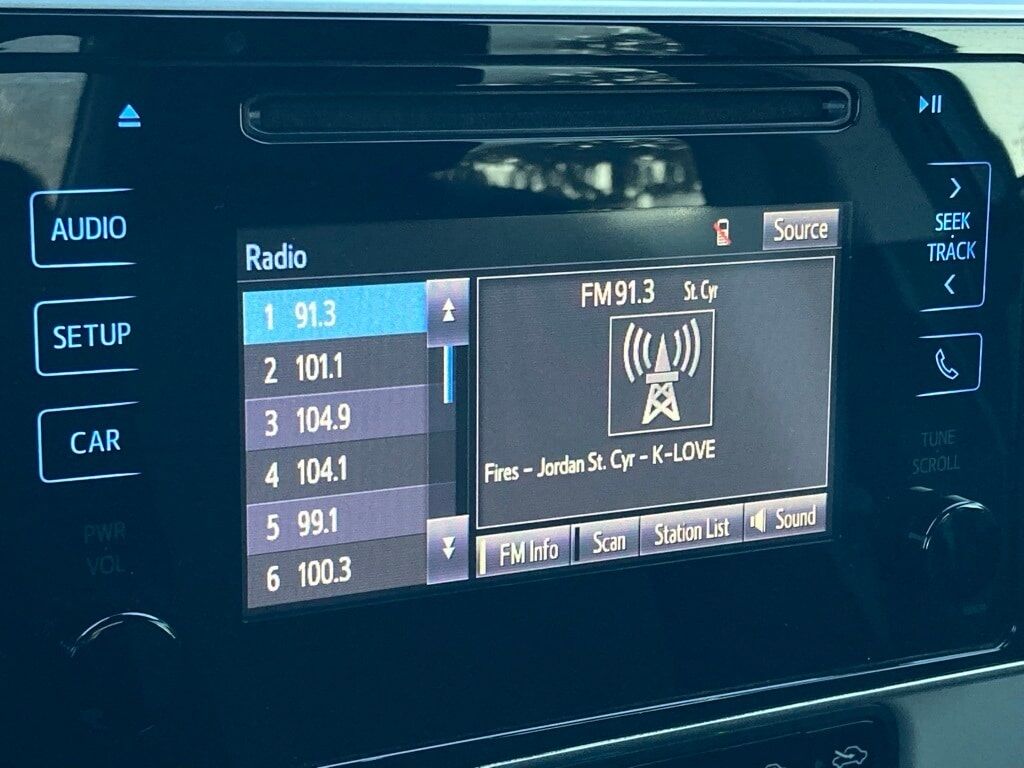 AUDIO
SETUP
CAR
PWR
VOL
Radio
Source
1 91.3
2 101.1
3 104.9
4 104.1
5 99.1
6 100.3
FM 91.3 St. Cyr
Fires - Jordan St. Cyr - K-LOVE
FM Info
Scan
Station List
Sound
SEEK
TRACK
TUNE
SCROLL